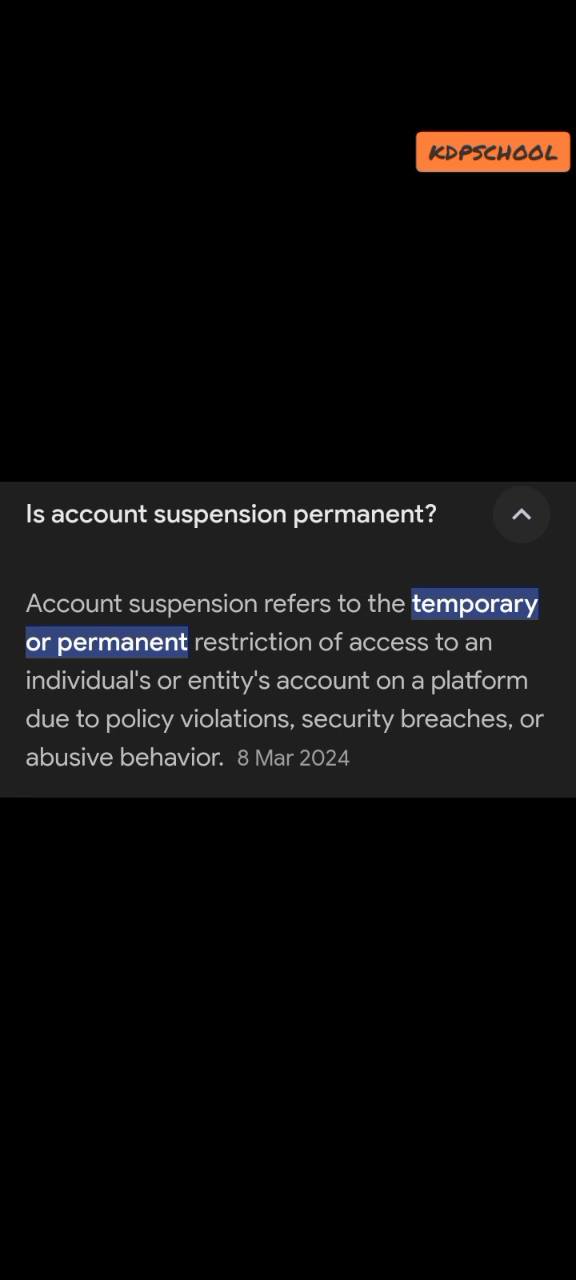 KDPSCHOOL
Is account suspension permanent?
Account suspension refers to the temporary
or permanent restriction of access to an
individual's or entity's account on a platform
due to policy violations, security breaches, or
abusive behavior. 8 Mar 2024